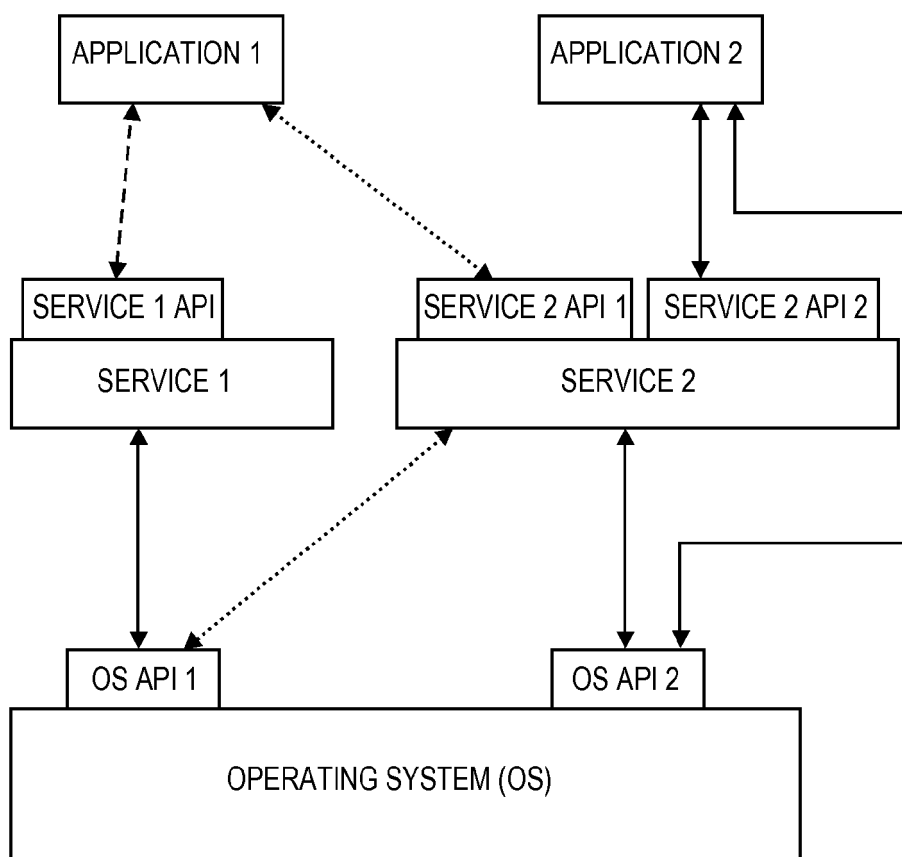 APPLICATION 1
APPLICATION 2
SERVICE 1 API
SERVICE 2 API 1
SERVICE 2 API 2
SERVICE 1
SERVICE 2
OS API 1
OS API 2
OPERATING SYSTEM (OS)